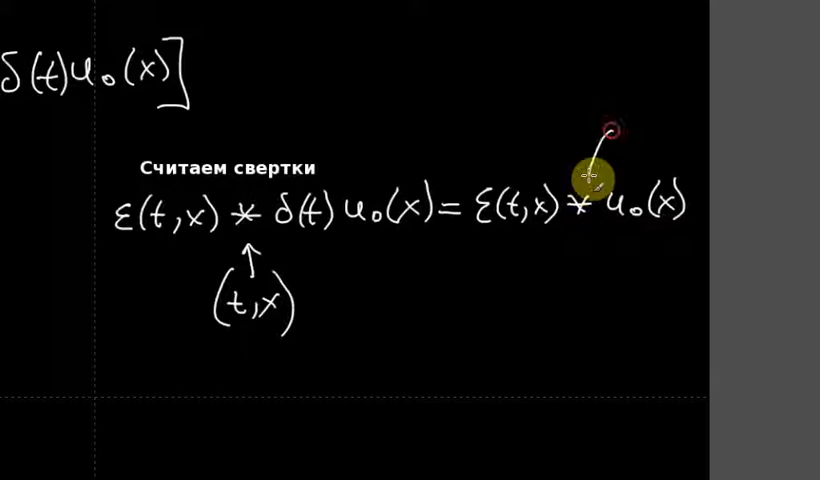 δ(t)u₀(x)]
Считаем свертки
ε(t,x) * δ(t) u₀(x) = ε(t,x) * u₀(x)
↑
(t,x)